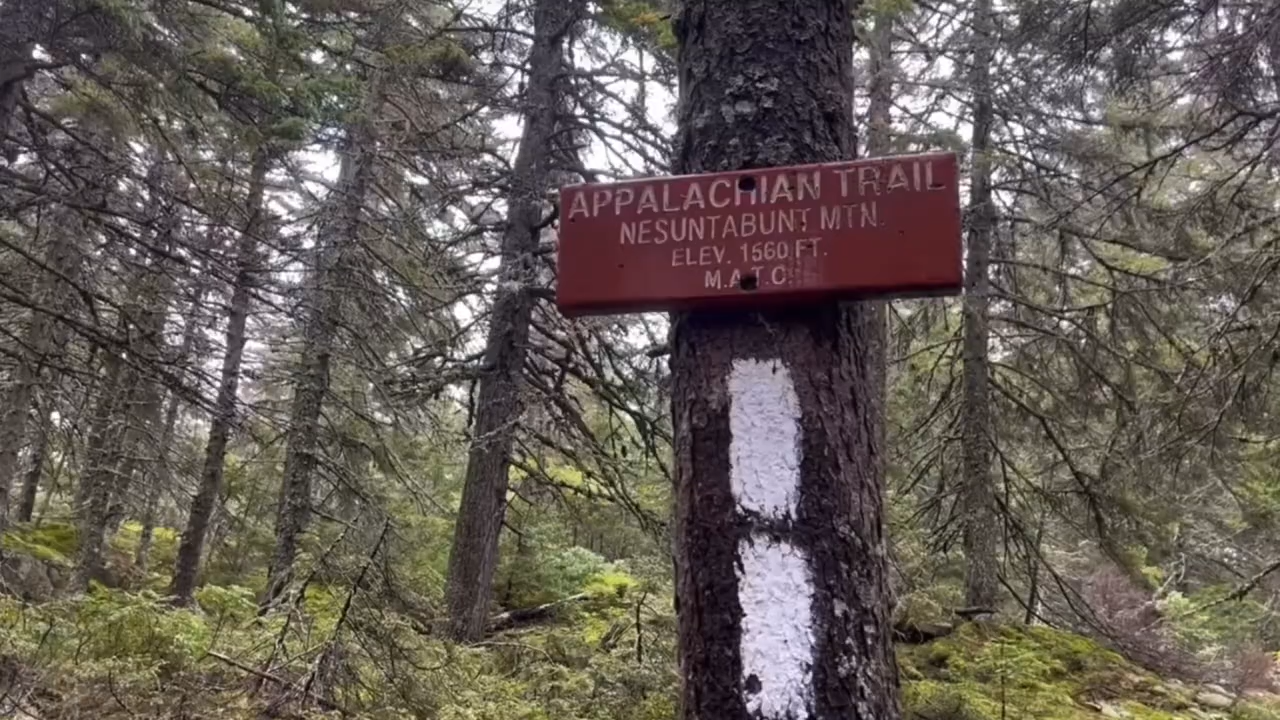 APPALACHIAN TRAIL
NESUNTABUNT MTN.
ELEV. 1560 FT.
M.A.T.C.